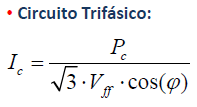 • Circuito Trifásico:
I_c = P_c / (√3 · V_ff · cos(φ))